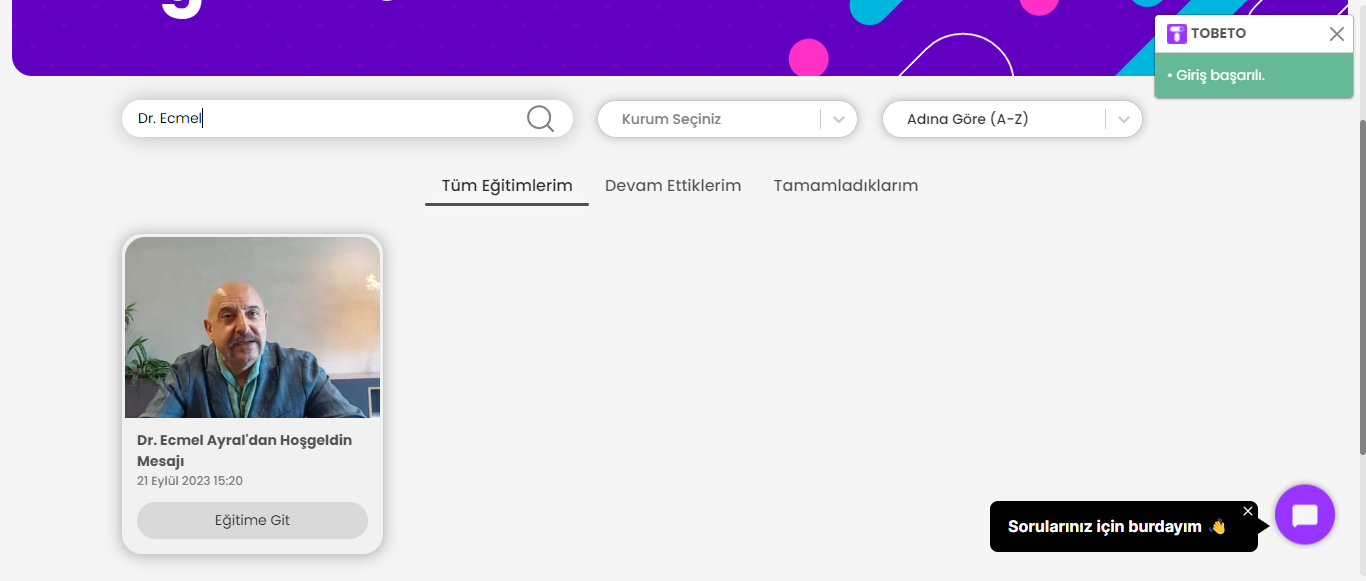 TOBETO
• Giriş başarılı.
Dr. Ecmel
Kurum Seçiniz
Adına Göre (A-Z)
Tüm Eğitimlerim
Devam Ettiklerim
Tamamladıklarım
Dr. Ecmel Ayral'dan Hoşgeldin
Mesajı
21 Eylül 2023 15:20
Eğitime Git
Sorularınız için burdayım 👋